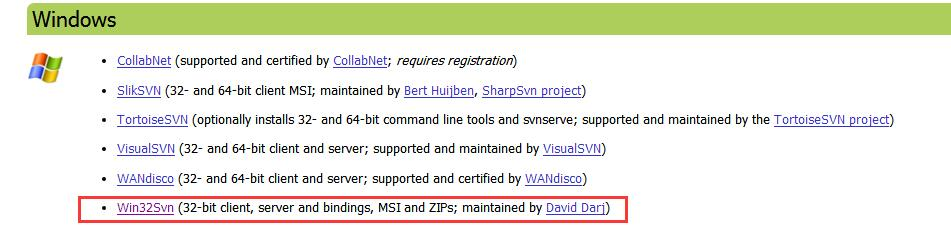 Windows
CollabNet (supported and certified by CollabNet; requires registration)
SlikSVN (32- and 64-bit client MSI; maintained by Bert Huijben, SharpSvn project)
TortoiseSVN (optionally installs 32- and 64-bit command line tools and svnserve; supported and maintained by the TortoiseSVN project)
VisualSVN (32- and 64-bit client and server; supported and maintained by VisualSVN)
WANdisco (32- and 64-bit client and server; supported and certified by WANdisco)
Win32Svn (32-bit client, server and bindings, MSI and ZIPs; maintained by David Darj)